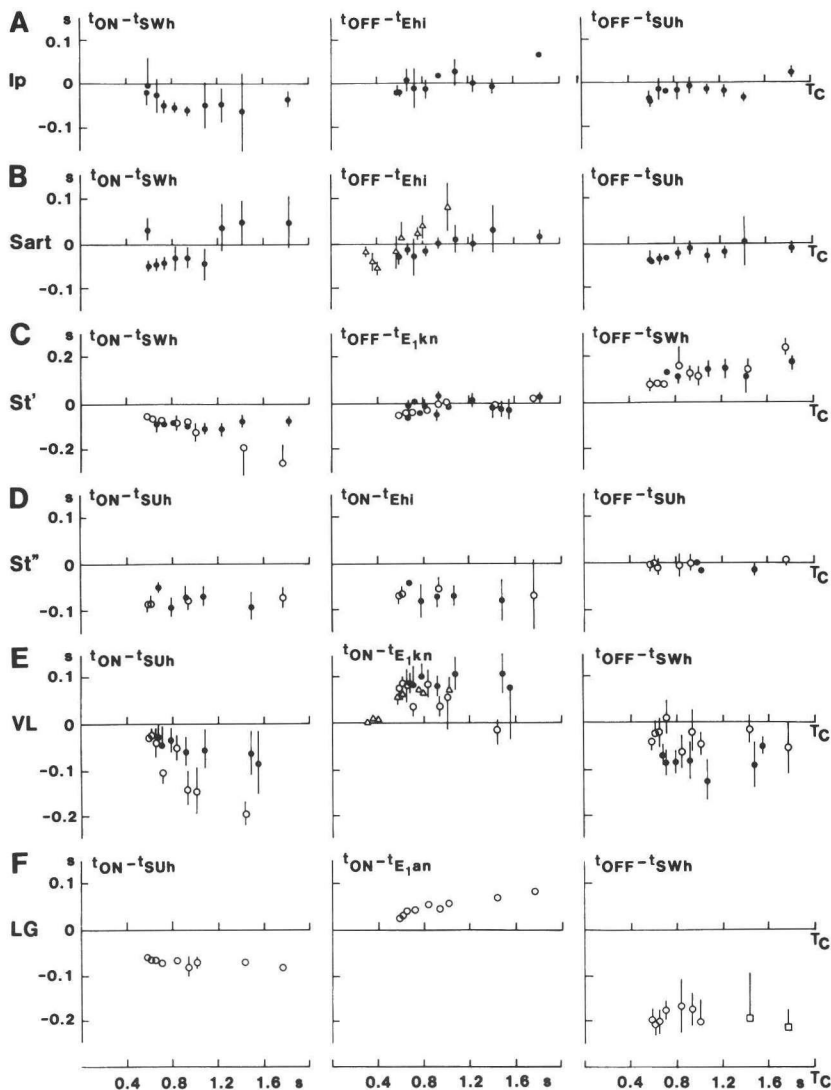 A s tON-tSWh tOFF-tEhi tOFF-tSUh
Ip 0 TC
-0.1
B s tON-tSWh tOFF-tEhi tOFF-tSUh
0.1
Sart 0 TC
-0.1
C s tON-tSWh tOFF-tE1kn tOFF-tSWh
0.2
St' 0 TC
-0.2
D s tON-tSUh tON-tEhi tOFF-tSUh
0.1
St" 0 TC
-0.1
E s tON-tSUh tON-tE1kn tOFF-tSWh
0.1
VL 0 TC
-0.1
-0.2
F s tON-tSUh tON-tE1an tOFF-tSWh
0.1
LG 0 TC
-0.1
-0.2
TC
0.4 0.8 1.2 1.6 s 0.4 0.8 1.2 1.6 s 0.4 0.8 1.2 1.6 s